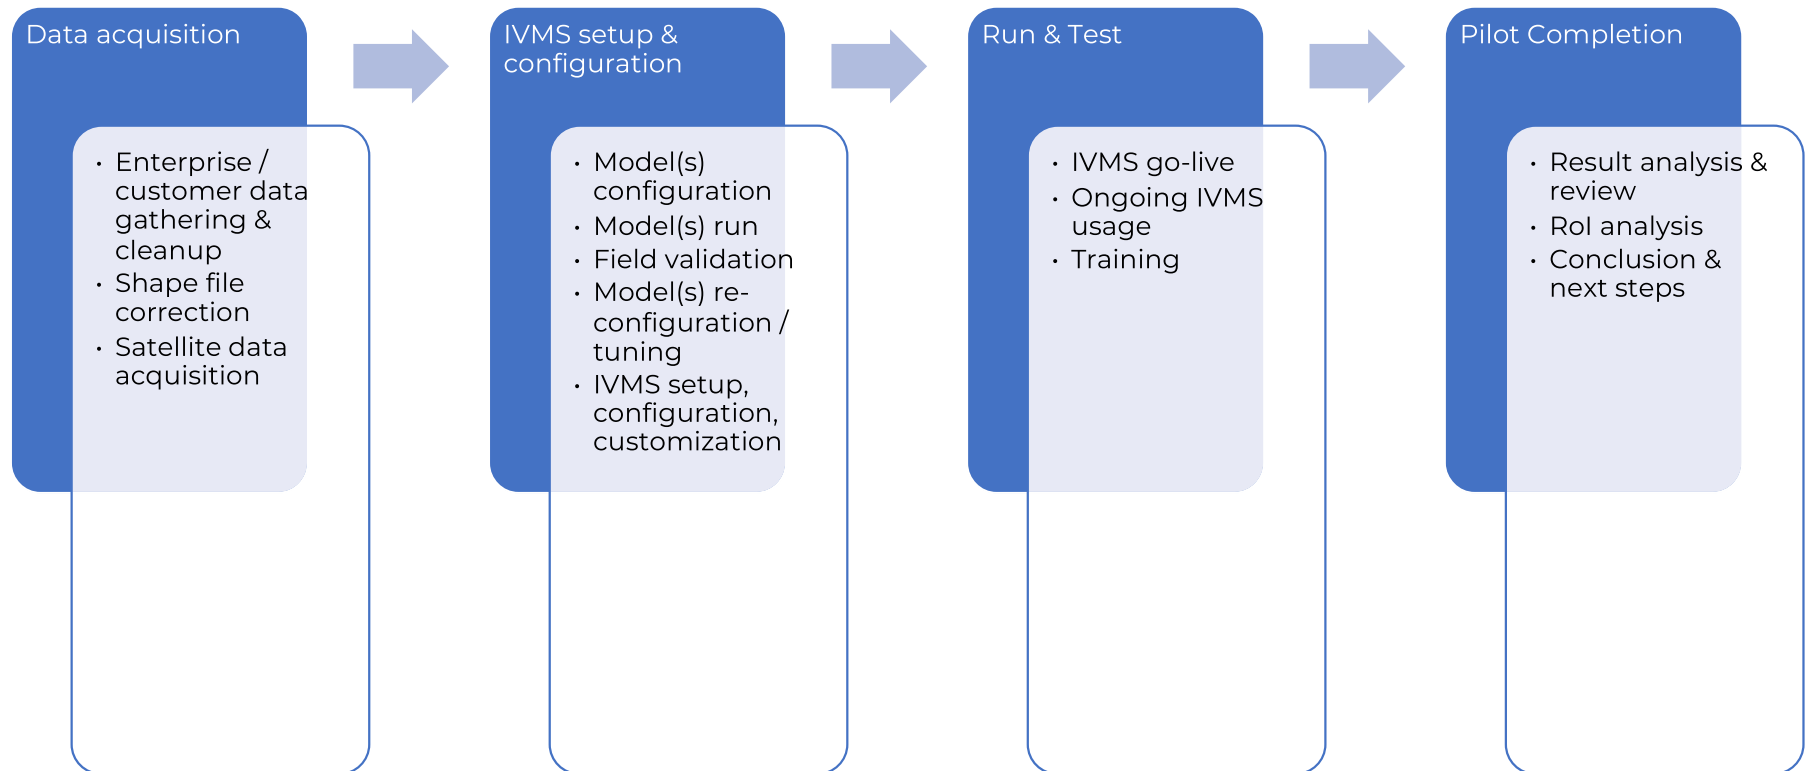 Data acquisition
• Enterprise /
customer data
gathering &
cleanup
• Shape file
correction
• Satellite data
acquisition
IVMS setup &
configuration
• Model(s)
configuration
• Model(s) run
• Field validation
• Model(s) re-
configuration /
tuning
• IVMS setup,
configuration,
customization
Run & Test
• IVMS go-live
• Ongoing IVMS
usage
• Training
Pilot Completion
• Result analysis &
review
• RoI analysis
• Conclusion &
next steps